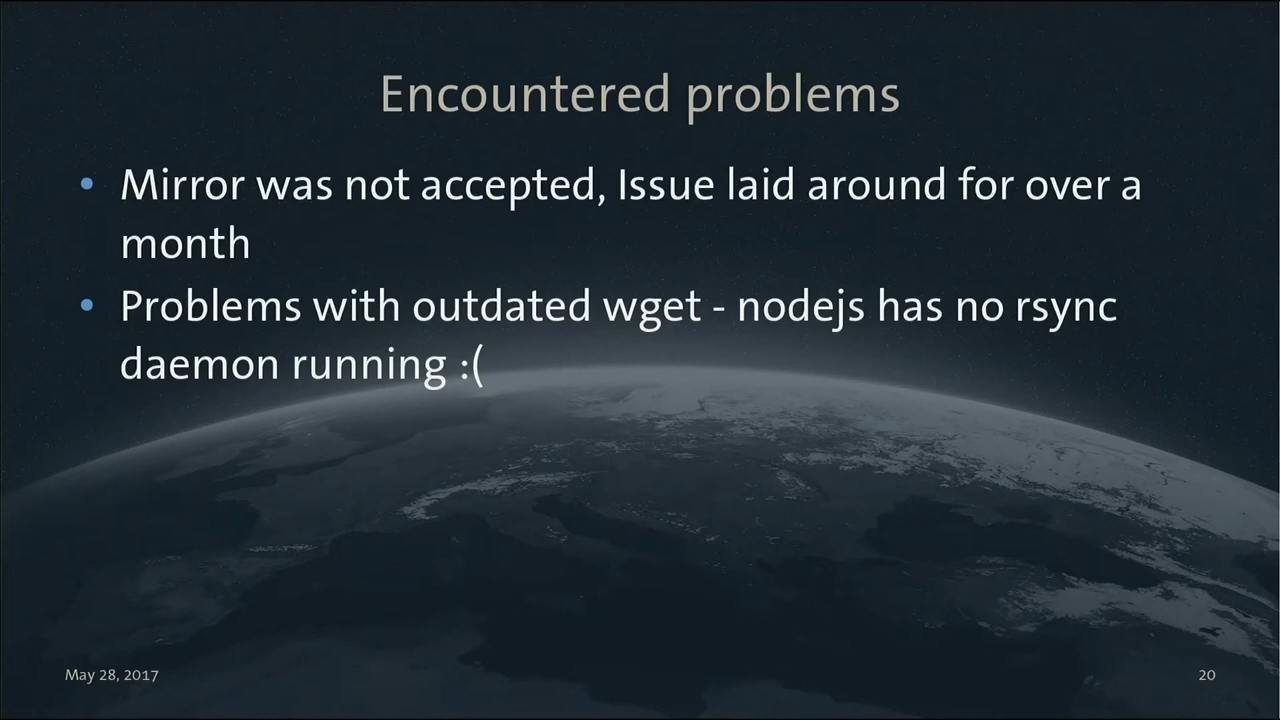 Encountered problems
• Mirror was not accepted, Issue laid around for over a
month
• Problems with outdated wget - nodejs has no rsync
daemon running :(
May 28, 2017
20